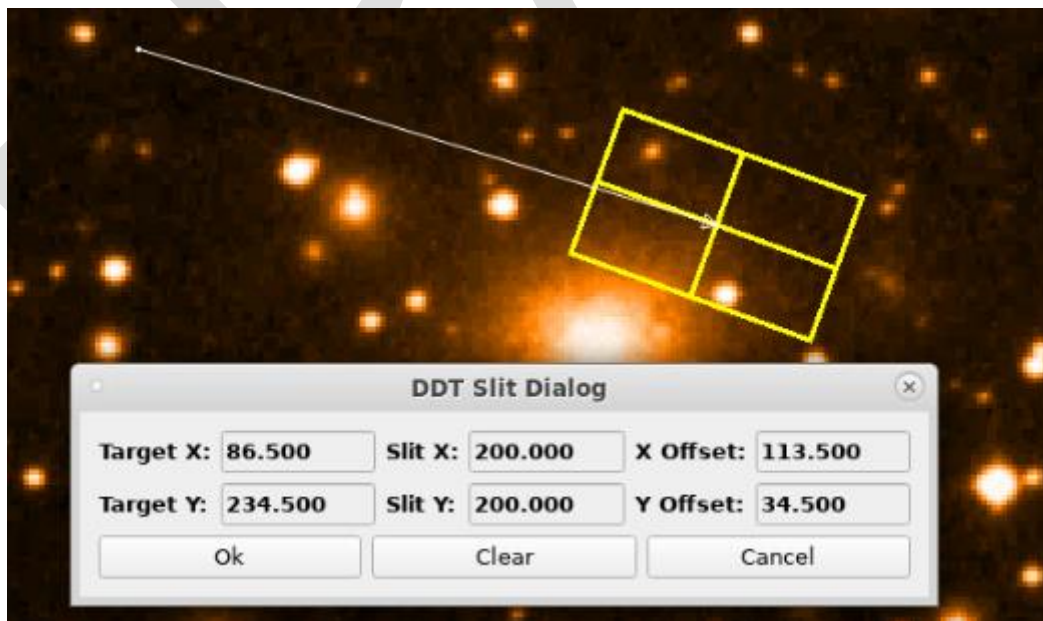 DDT Slit Dialog
Target X: 86.500 Slit X: 200.000 X Offset: 113.500
Target Y: 234.500 Slit Y: 200.000 Y Offset: 34.500
Ok Clear Cancel